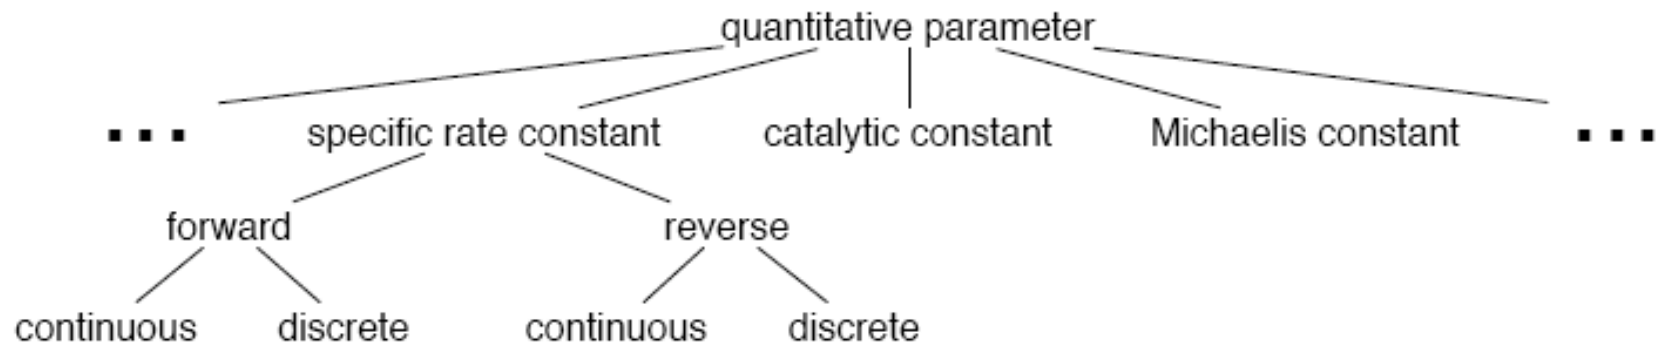 quantitative parameter
... specific rate constant catalytic constant Michaelis constant ...
forward reverse
continuous discrete continuous discrete